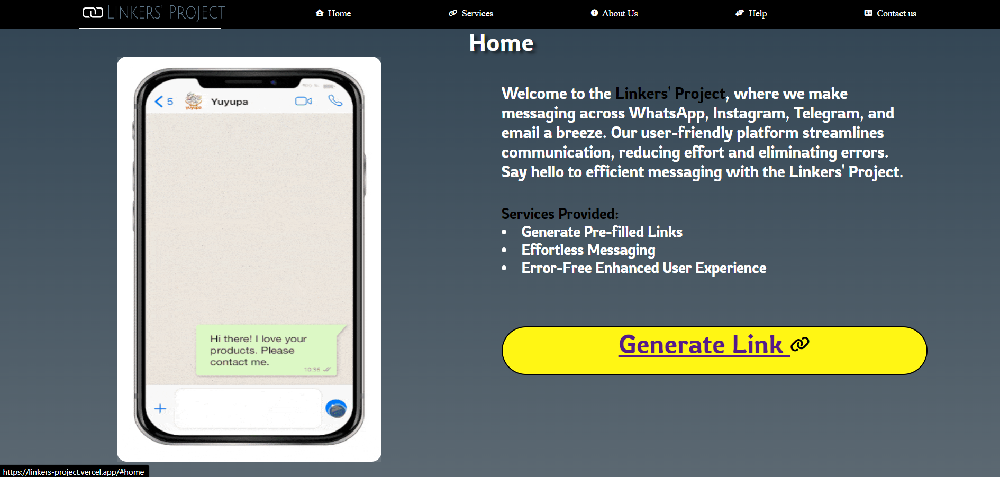 LINKERS' PROJECT
Home
Services
About Us
Help
Contact us
Home
5
Yuyupa
Hi there! I love your
products. Please
contact me.
10:35
Welcome to the Linkers' Project, where we make
messaging across WhatsApp, Instagram, Telegram, and
email a breeze. Our user-friendly platform streamlines
communication, reducing effort and eliminating errors.
Say hello to efficient messaging with the Linkers' Project.
Services Provided:
• Generate Pre-filled Links
• Effortless Messaging
• Error-Free Enhanced User Experience
Generate Link
https://linkers-project.vercel.app/#home